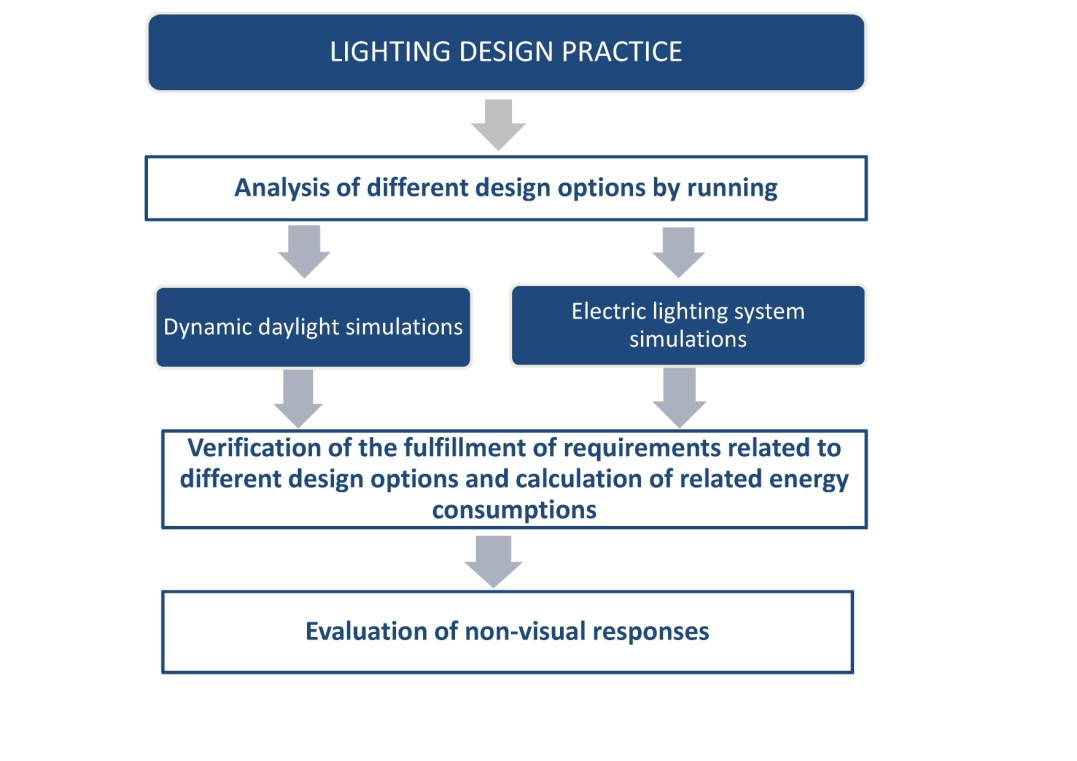 LIGHTING DESIGN PRACTICE
Analysis of different design options by running
Dynamic daylight simulations
Electric lighting system
simulations
Verification of the fulfillment of requirements related to
different design options and calculation of related energy
consumptions
Evaluation of non-visual responses